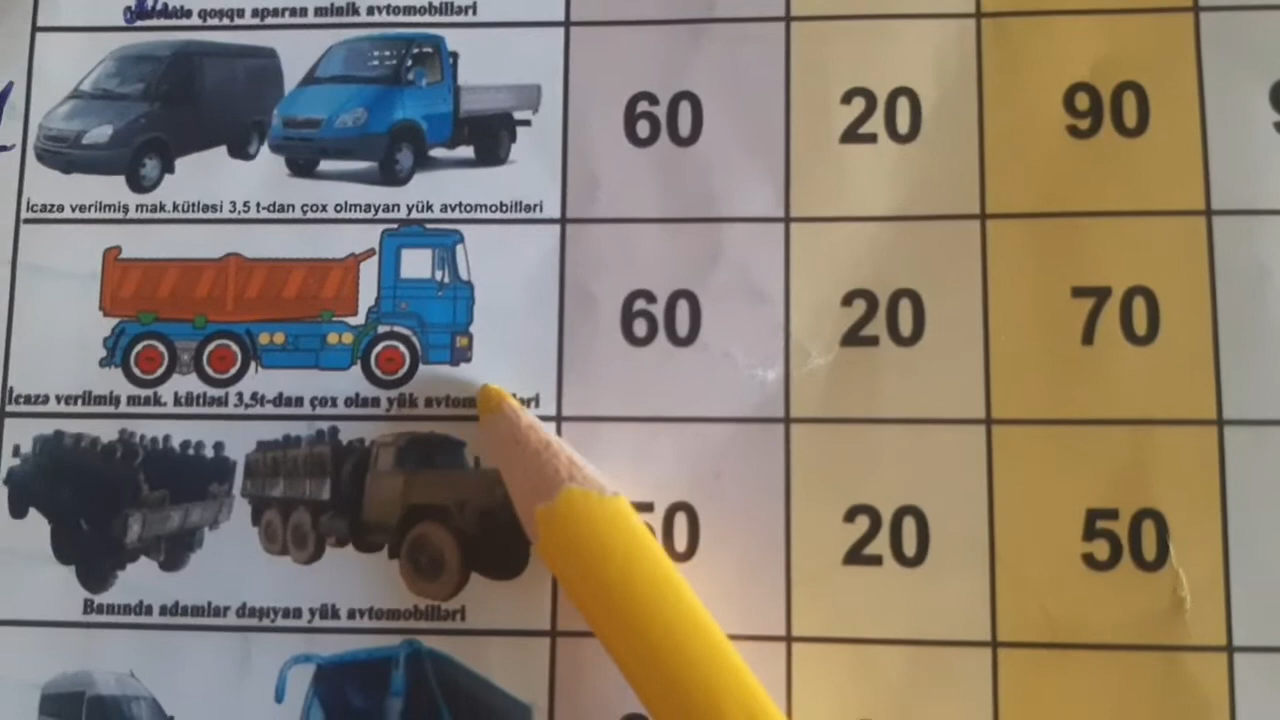 qoşqu aparan minik avtomobilləri
60 20 90
İcazə verilmiş mak.kütləsi 3,5 t-dan çox olmayan yük avtomobilləri
60 20 70
İcazə verilmiş mak. kütləsi 3,5t-dan çox olan yük
20 50
Banında adamlar daşıyan yük avtomobilləri